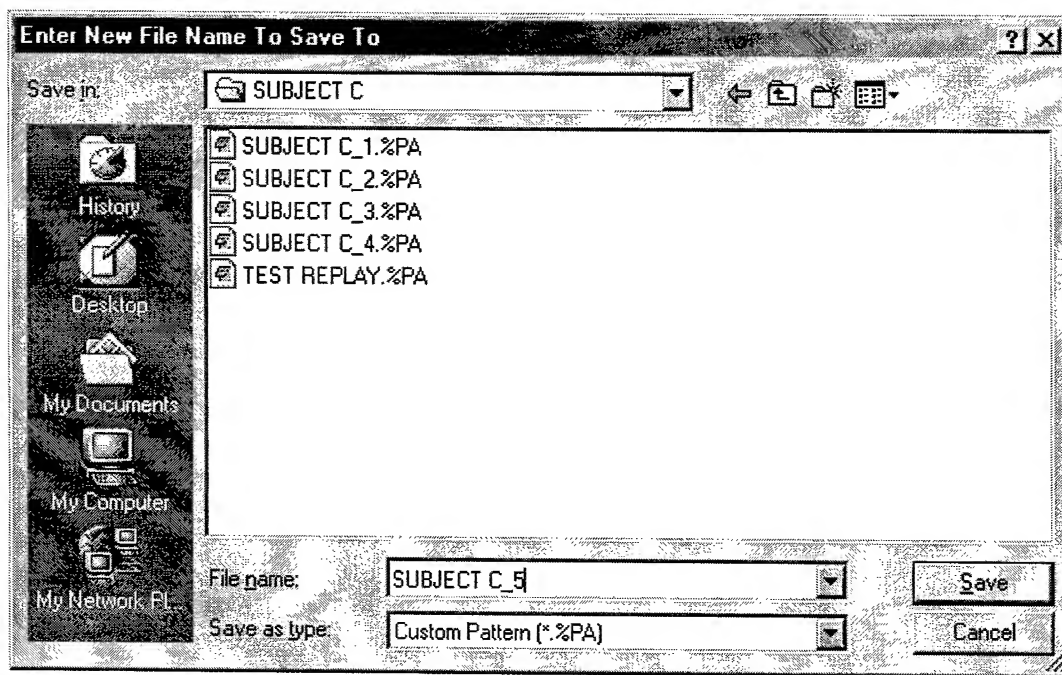 Enter New File Name To Save To
Save in:
SUBJECT C
History
Desktop
My Documents
My Computer
My Network Pl...
SUBJECT C_1.%PA
SUBJECT C_2.%PA
SUBJECT C_3.%PA
SUBJECT C_4.%PA
TEST REPLAY.%PA
File name:
SUBJECT C_5
Save
Save as type:
Custom Pattern (*.%PA)
Cancel